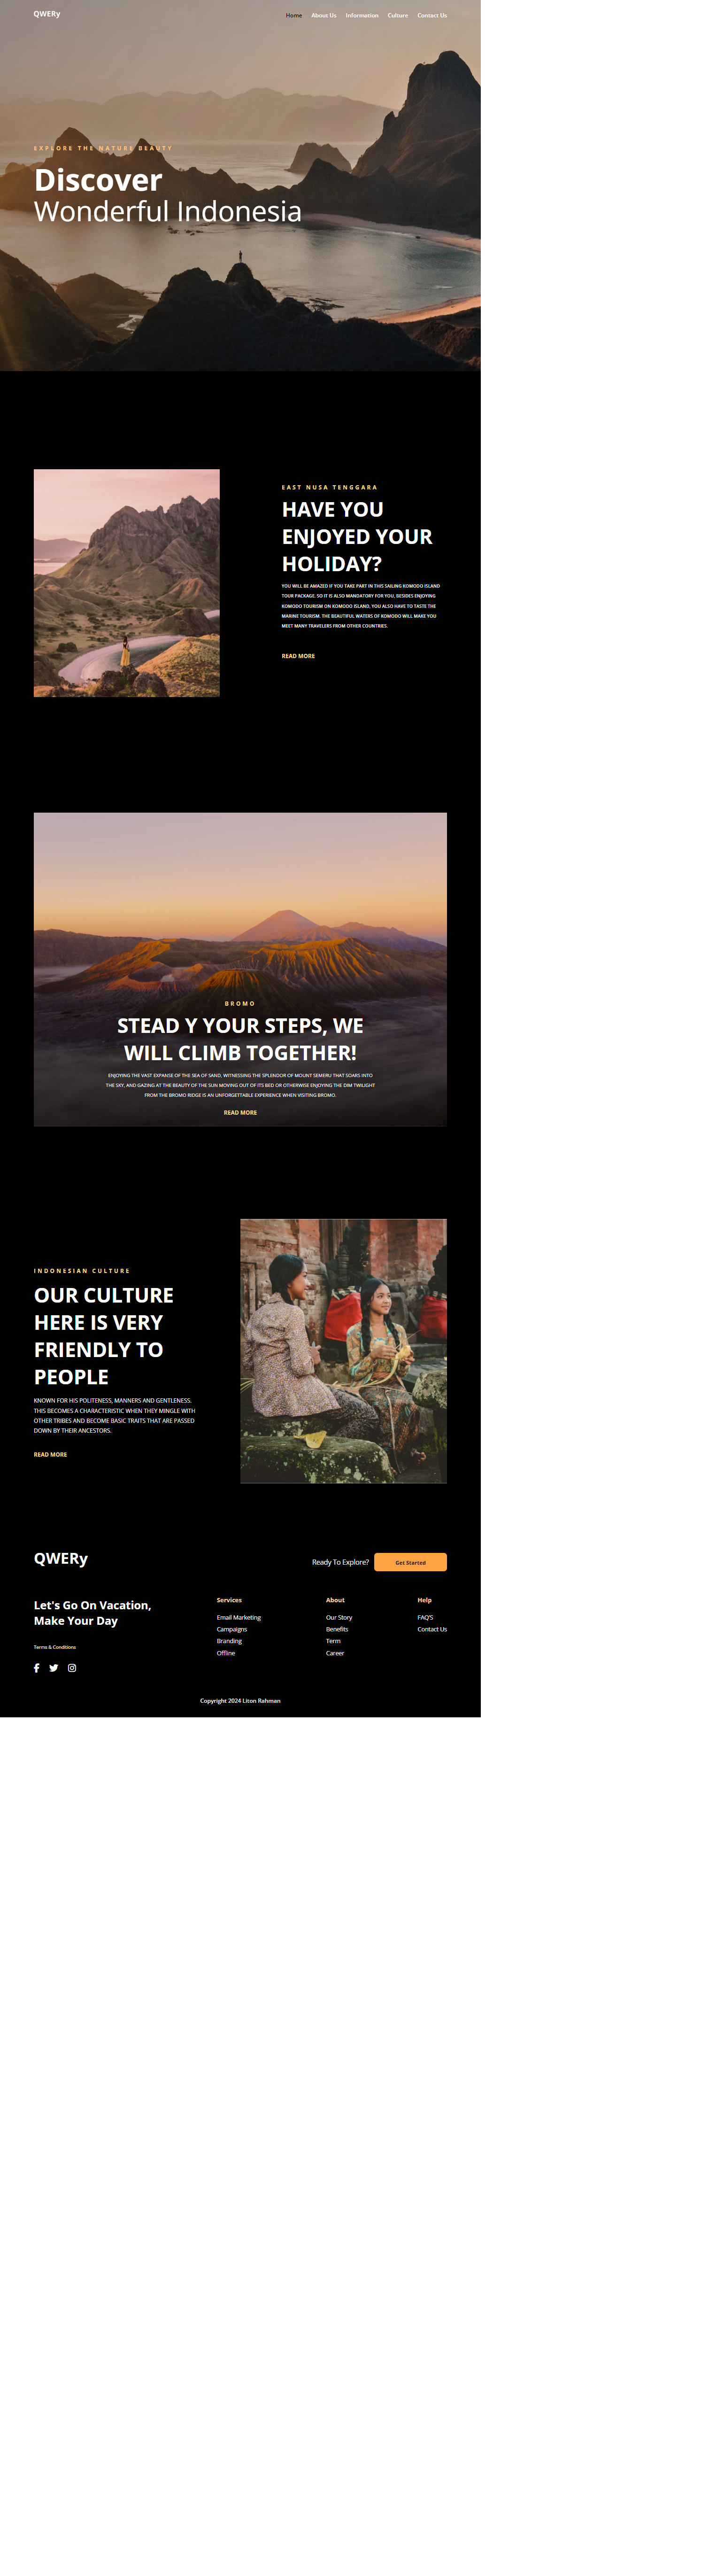 QWERy
Home About Us Information Culture Contact Us
EXPLORE THE NATURE BEAUTY
Discover
Wonderful Indonesia
EAST NUSA TENGGARA
HAVE YOU
ENJOYED YOUR
HOLIDAY?
YOU WILL BE AMAZED IF YOU TAKE PART IN THIS SAILING KOMODO ISLAND
TOUR PACKAGE. SO IT IS ALSO MANDATORY FOR YOU, BESIDES ENJOYING
KOMODO TOURISM ON KOMODO ISLAND, YOU ALSO HAVE TO TASTE THE
MARINE TOURISM. THE BEAUTIFUL WATERS OF KOMODO WILL MAKE YOU
MEET MANY TRAVELERS FROM OTHER COUNTRIES.
READ MORE
BROMO
STEAD Y YOUR STEPS, WE
WILL CLIMB TOGETHER!
ENJOYING THE VAST EXPANSE OF THE SEA OF SAND, WITNESSING THE SPLENDOR OF MOUNT SEMERU THAT SOARS INTO
THE SKY, AND GAZING AT THE BEAUTY OF THE SUN MOVING OUT OF ITS BED OR OTHERWISE ENJOYING THE DIM TWILIGHT
FROM THE BROMO RIDGE IS AN UNFORGETTABLE EXPERIENCE WHEN VISITING BROMO.
READ MORE
INDONESIAN CULTURE
OUR CULTURE
HERE IS VERY
FRIENDLY TO
PEOPLE
KNOWN FOR HIS POLITENESS, MANNERS AND GENTLENESS.
THIS BECOMES A CHARACTERISTIC WHEN THEY MINGLE WITH
OTHER TRIBES AND BECOME BASIC TRAITS THAT ARE PASSED
DOWN BY THEIR ANCESTORS.
READ MORE
QWERy
Ready To Explore? Get Started
Let's Go On Vacation,
Make Your Day
Terms & Conditions
Services
Email Marketing
Campaigns
Branding
Offline
About
Our Story
Benefits
Term
Career
Help
FAQ'S
Contact Us
Copyright 2024 Liton Rahman